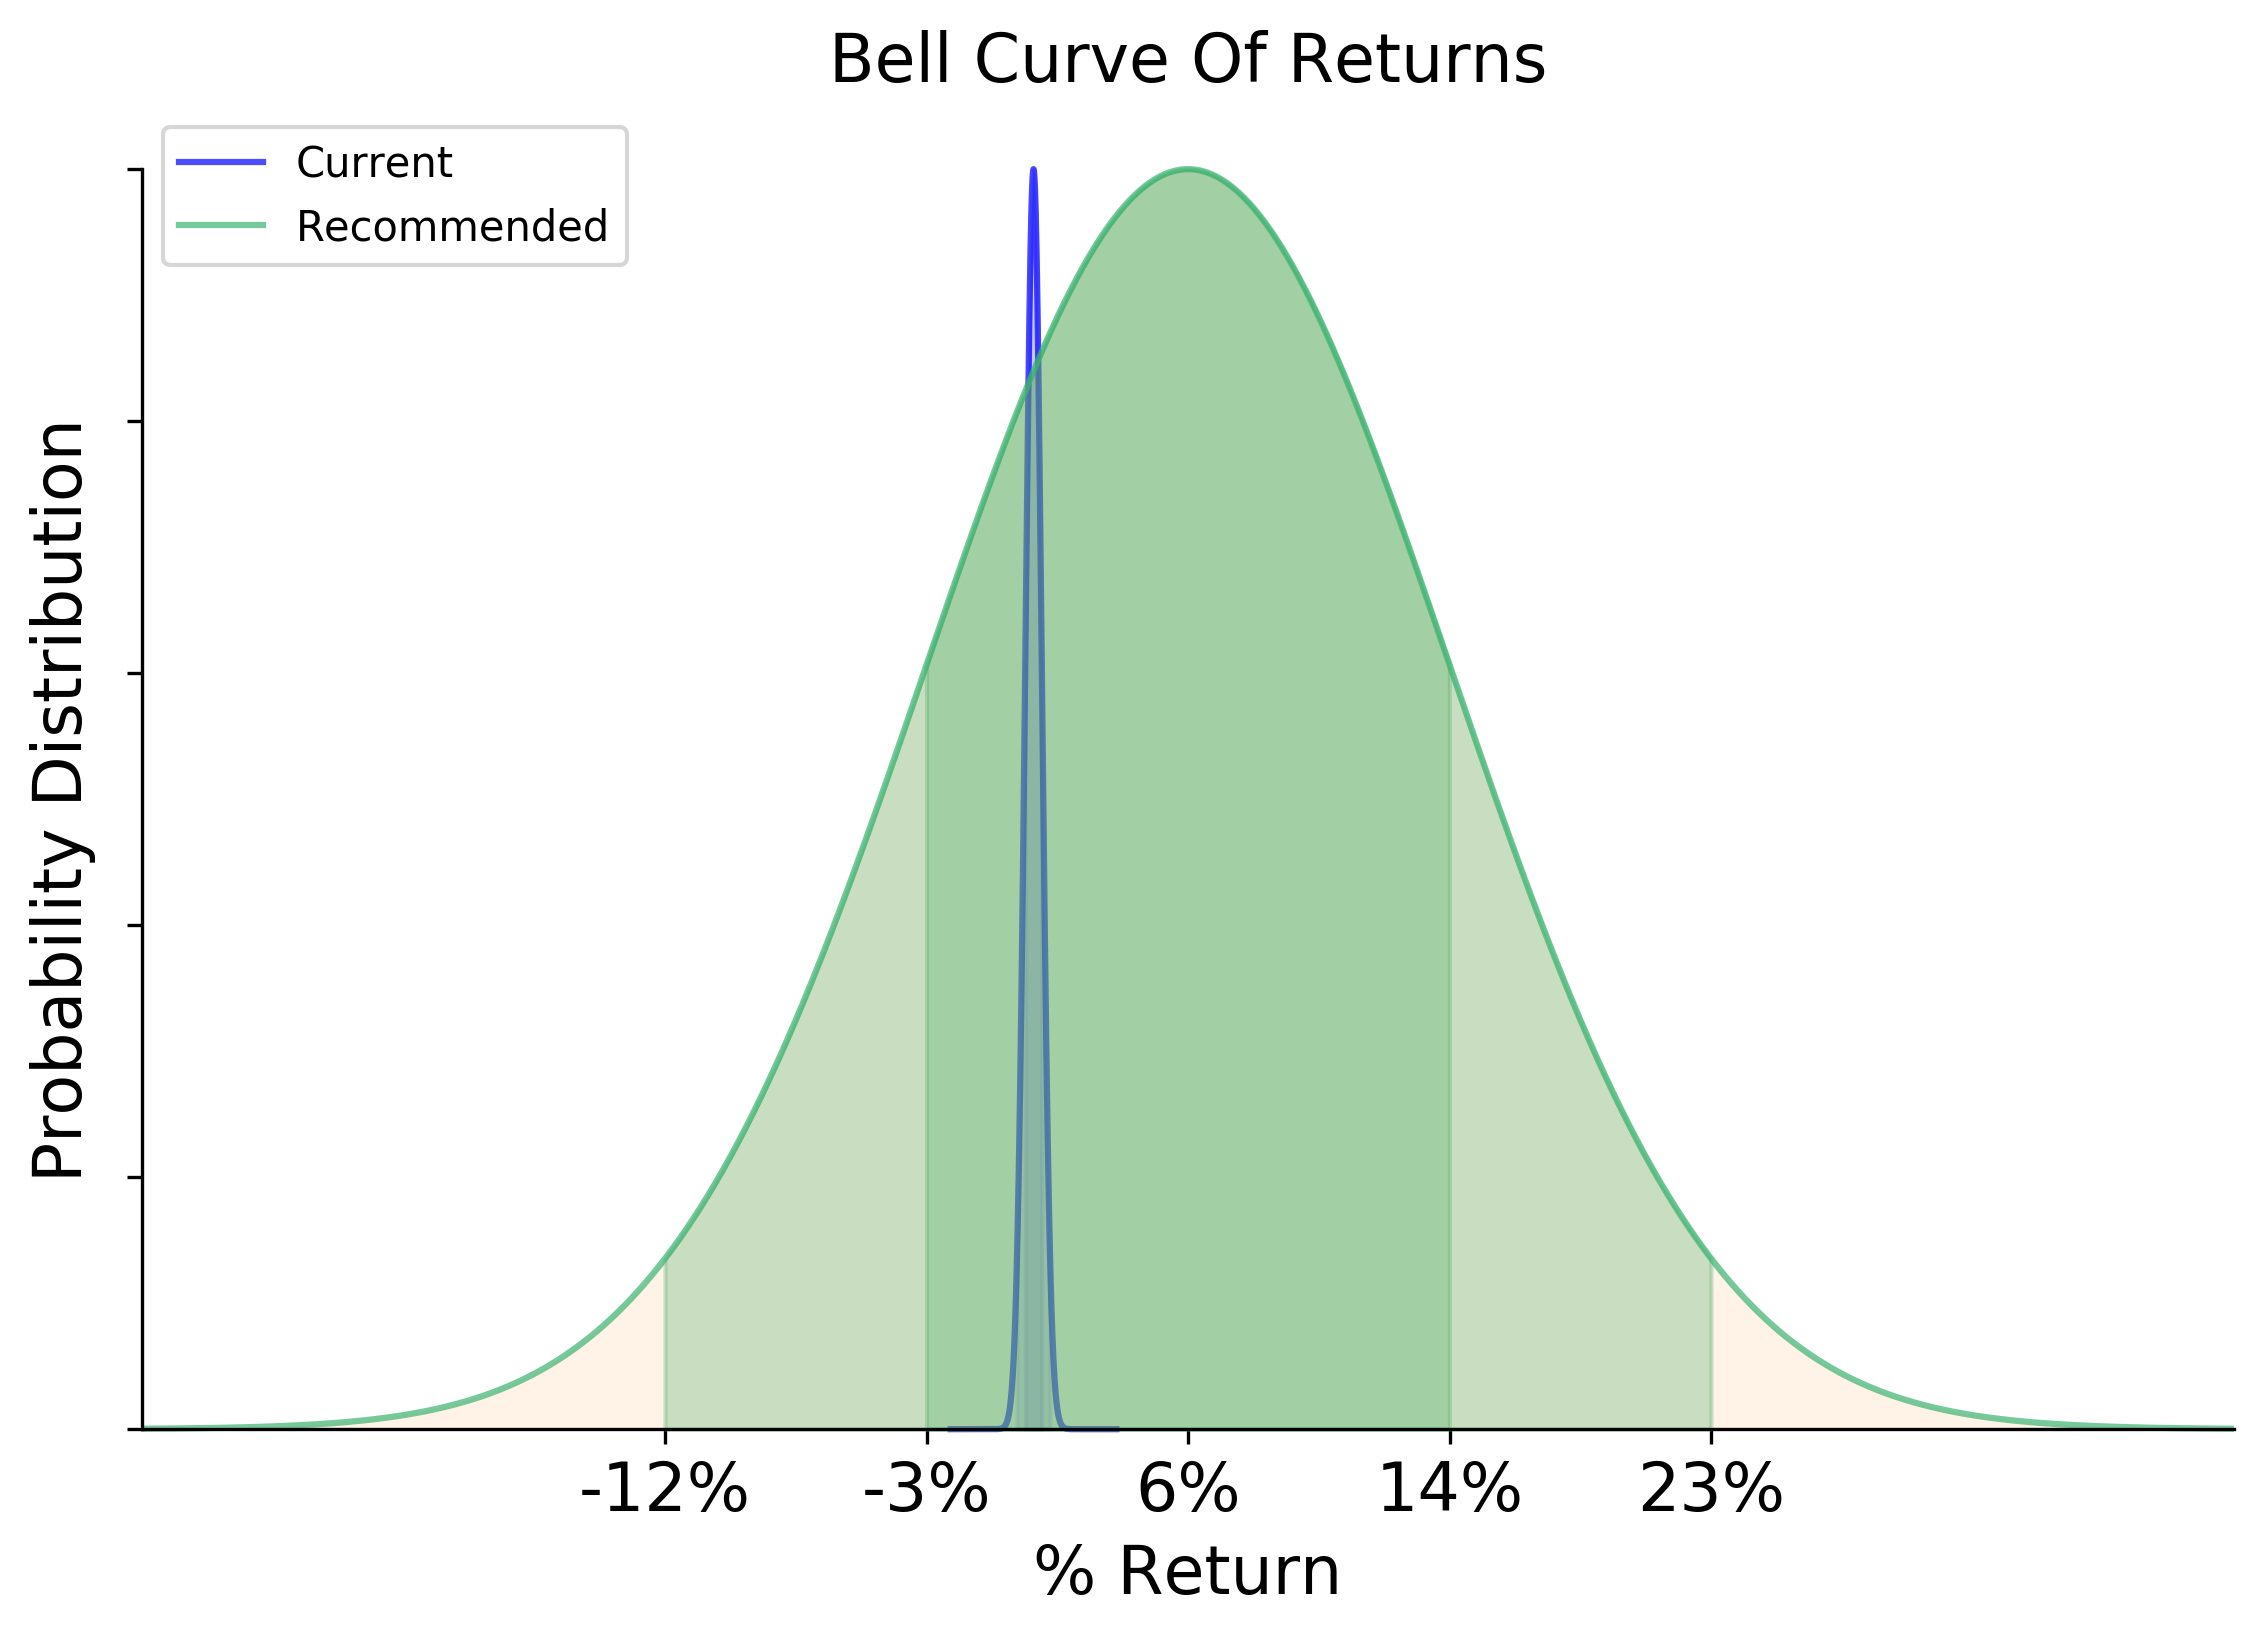 Bell Curve Of Returns
Current
Recommended
Probability Distribution
-12%
-3%
6%
14%
23%
% Return